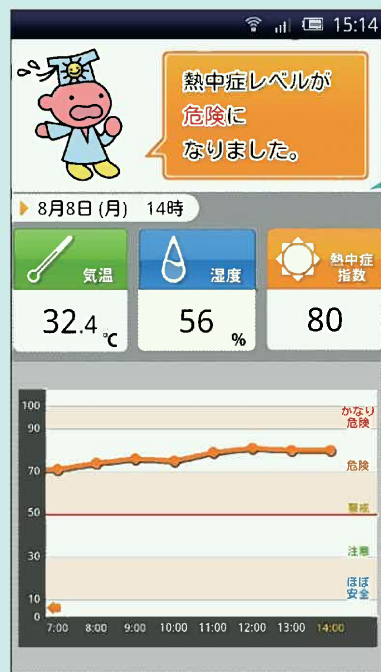 15:14
熱中症レベルが
危険に
なりました。
8月8日(月) 14時
気温
湿度
熱中症
指数
32.4 ℃
56 %
80
100
かなり
危険
90
70
危険
50
警戒
30
注意
10
ほぼ
安全
0
7:00 8:00 9:00 10:00 11:00 12:00 13:00 14:00